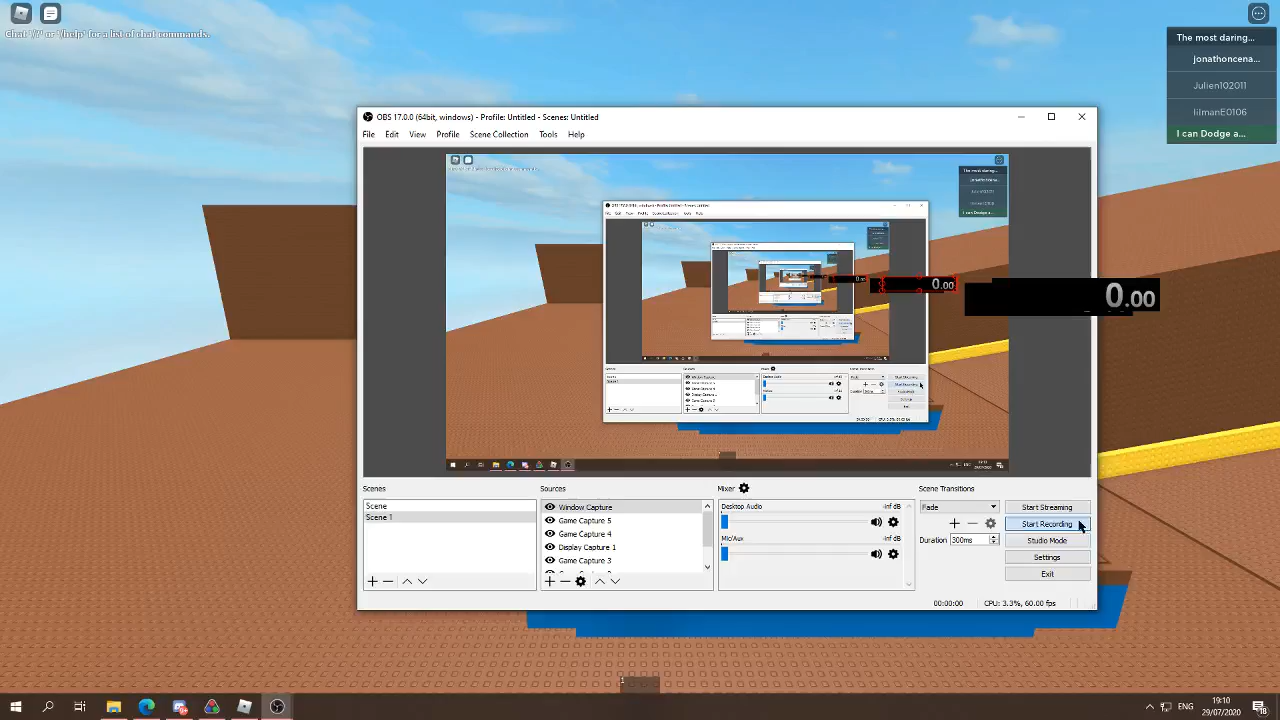 Chat '/?' or '/help' for a list of chat commands.
The most daring...
jonathoncena...
Julien102011
lilmanE0106
I can Dodge a...
OBS 17.0.0 (64bit, windows) - Profile: Untitled - Scenes: Untitled
File Edit View Profile Scene Collection Tools Help
0.00
0.00
0.00
Scenes
Scene
Scene 1
Sources
Window Capture
Game Capture 5
Game Capture 4
Display Capture 1
Game Capture 3
Mixer
Desktop Audio -inf dB
Mic/Aux -inf dB
Scene Transitions
Fade
Duration 300ms
Start Streaming
Start Recording
Studio Mode
Settings
Exit
00:00:00 CPU: 3.3%, 60.00 fps
1
ENG
19:10
29/07/2020
18